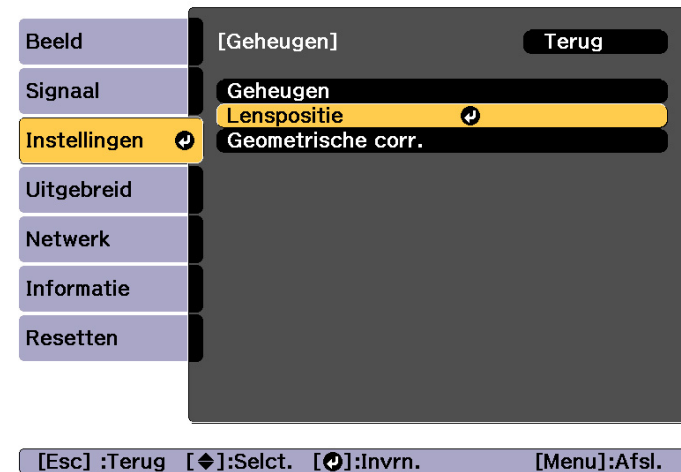 Beeld
Signaal
Instellingen
Uitgebreid
Netwerk
Informatie
Resetten
[Geheugen] Terug
Geheugen
Lenspositie
Geometrische corr.
[Esc] :Terug [◆]:Selct. [↵]:Invrn. [Menu]:Afsl.